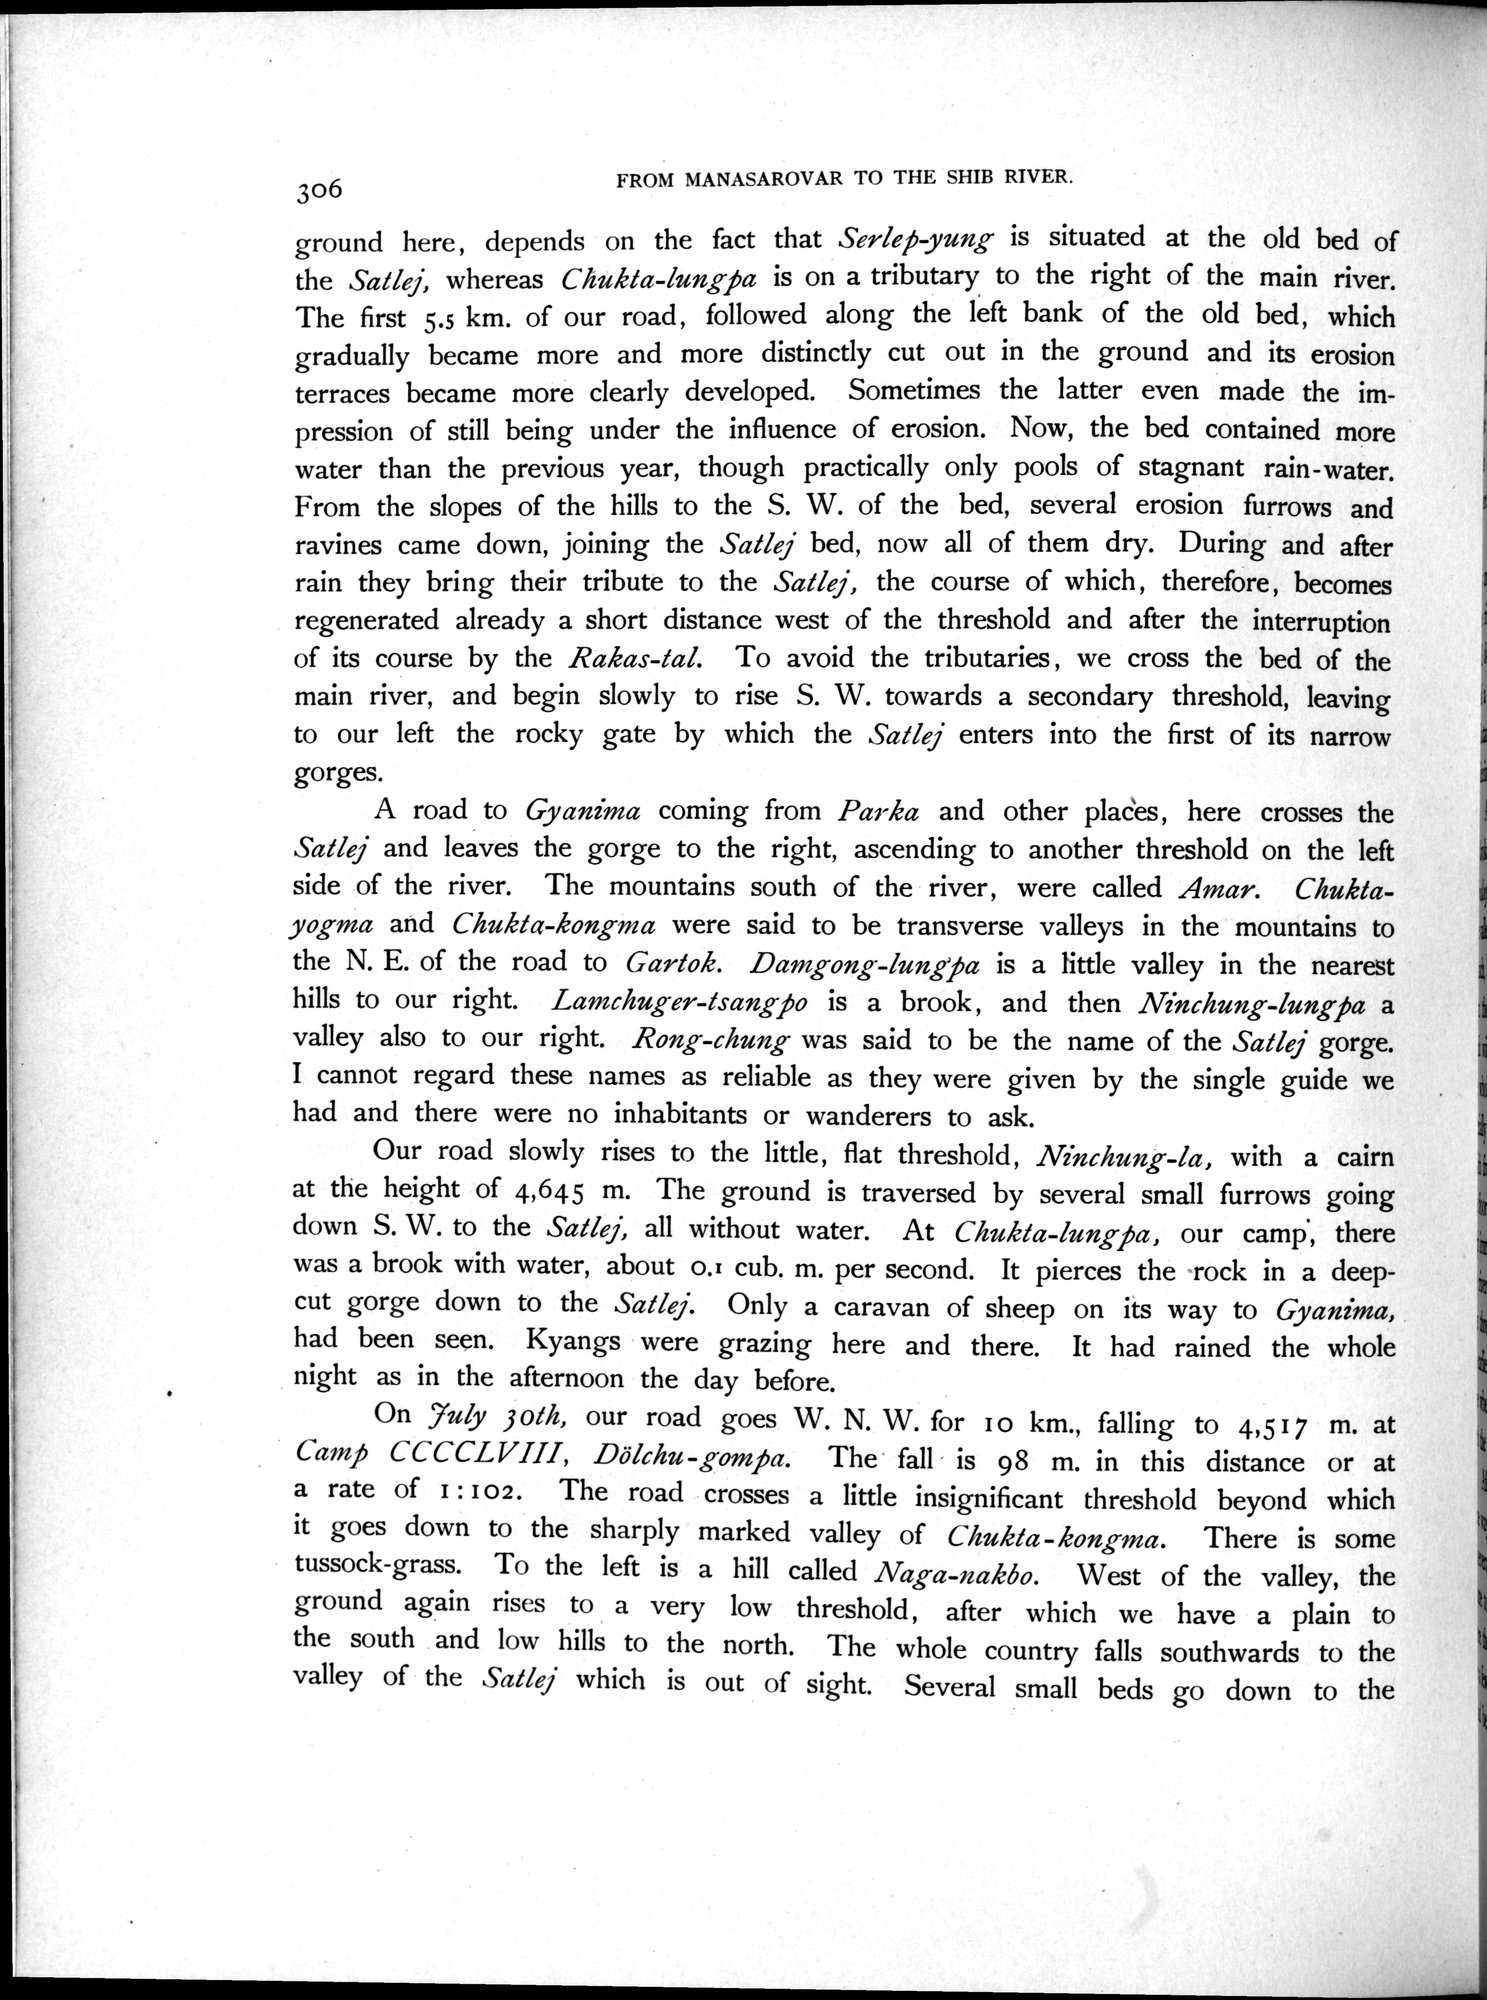 306
FROM MANASAROVAR TO THE SHIB RIVER.
ground here, depends on the fact that Serlep-yung is situated at the old bed of
the Satlej, whereas Chukta-lungpa is on a tributary to the right of the main river.
The first 5.5 km. of our road, followed along the left bank of the old bed, which
gradually became more and more distinctly cut out in the ground and its erosion
terraces became more clearly developed. Sometimes the latter even made the im-
pression of still being under the influence of erosion. Now, the bed contained more
water than the previous year, though practically only pools of stagnant rain-water.
From the slopes of the hills to the S. W. of the bed, several erosion furrows and
ravines came down, joining the Satlej bed, now all of them dry. During and after
rain they bring their tribute to the Satlej, the course of which, therefore, becomes
regenerated already a short distance west of the threshold and after the interruption
of its course by the Rakas-tal. To avoid the tributaries, we cross the bed of the
main river, and begin slowly to rise S. W. towards a secondary threshold, leaving
to our left the rocky gate by which the Satlej enters into the first of its narrow
gorges.
A road to Gyanima coming from Parka and other places, here crosses the
Satlej and leaves the gorge to the right, ascending to another threshold on the left
side of the river. The mountains south of the river, were called Amar. Chukta-
yogma and Chukta-kongma were said to be transverse valleys in the mountains to
the N. E. of the road to Gartok. Damgong-lungpa is a little valley in the nearest
hills to our right. Lamchuger-tsangpo is a brook, and then Ninchung-lungpa a
valley also to our right. Rong-chung was said to be the name of the Satlej gorge.
I cannot regard these names as reliable as they were given by the single guide we
had and there were no inhabitants or wanderers to ask.
Our road slowly rises to the little, flat threshold, Ninchung-la, with a cairn
at the height of 4,645 m. The ground is traversed by several small furrows going
down S. W. to the Satlej, all without water. At Chukta-lungpa, our camp, there
was a brook with water, about 0.1 cub. m. per second. It pierces the rock in a deep-
cut gorge down to the Satlej. Only a caravan of sheep on its way to Gyanima,
had been seen. Kyangs were grazing here and there. It had rained the whole
night as in the afternoon the day before.
On July 30th, our road goes W. N. W. for 10 km., falling to 4,517 m. at
Camp CCCCLVIII, Dölchu-gompa. The fall is 98 m. in this distance or at
a rate of 1:102. The road crosses a little insignificant threshold beyond which
it goes down to the sharply marked valley of Chukta-kongma. There is some
tussock-grass. To the left is a hill called Naga-nakbo. West of the valley, the
ground again rises to a very low threshold, after which we have a plain to
the south and low hills to the north. The whole country falls southwards to the
valley of the Satlej which is out of sight. Several small beds go down to the